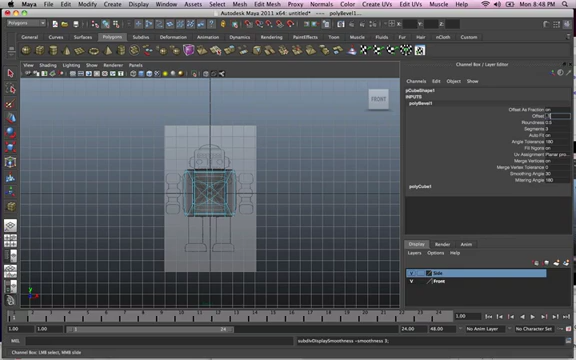 Maya File Edit Modify Create Display Window Assets Select Mesh Edit Mesh Proxy Normals Color Create UVs Edit UVs Muscle Help Mon 8:48 PM
Autodesk Maya 2011 x64: untitled* --- polyBevel1...
Polygons
General Curves Surfaces Polygons Subdivs Deformation Animation Dynamics Rendering PaintEffects Toon Muscle Fluids Fur Hair nCloth Custom
View Shading Lighting Show Renderer Panels
FRONT
y
x
Channel Box / Layer Editor
Channels Edit Object Show
pCubeShape1
INPUTS
polyBevel1
Offset As Fraction on
Offset
Roundness 0.5
Segments 3
Auto Fit on
Angle Tolerance 180
Fill Ngons on
Uv Assignment Planar pro...
Merge Vertices on
Merge Vertex Tolerance 0
Smoothing Angle 30
Mitering Angle 180
polyCube1
Display Render Anim
Layers Options Help
V Side
V Front
1.00
1.00 1.00 1 24 24.00 48.00 No Anim Layer No Character Set
MEL subdivDisplaySmoothness -smoothness 3;
Channel Box: LMB select, MMB slide